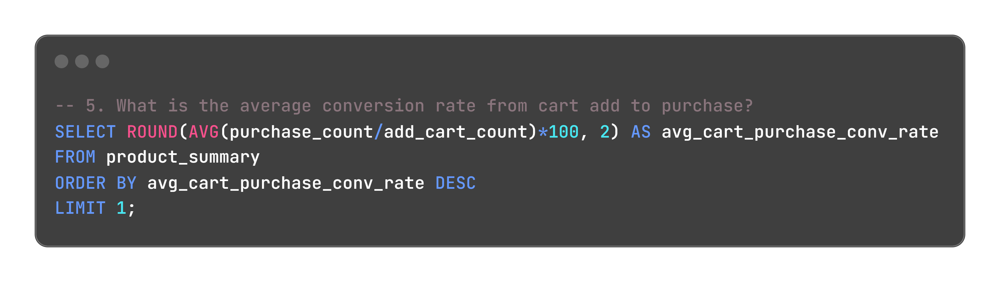 -- 5. What is the average conversion rate from cart add to purchase?
SELECT ROUND(AVG(purchase_count/add_cart_count)*100, 2) AS avg_cart_purchase_conv_rate
FROM product_summary
ORDER BY avg_cart_purchase_conv_rate DESC
LIMIT 1;